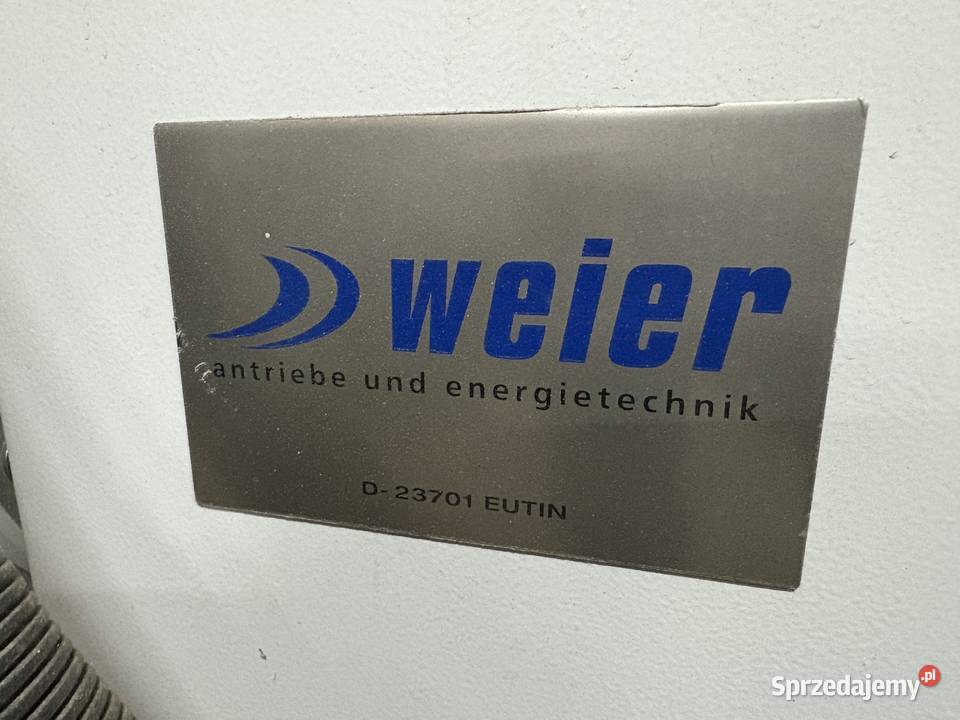 weier
antriebe und energietechnik
D-23701 EUTIN
Sprzedajemy.pl